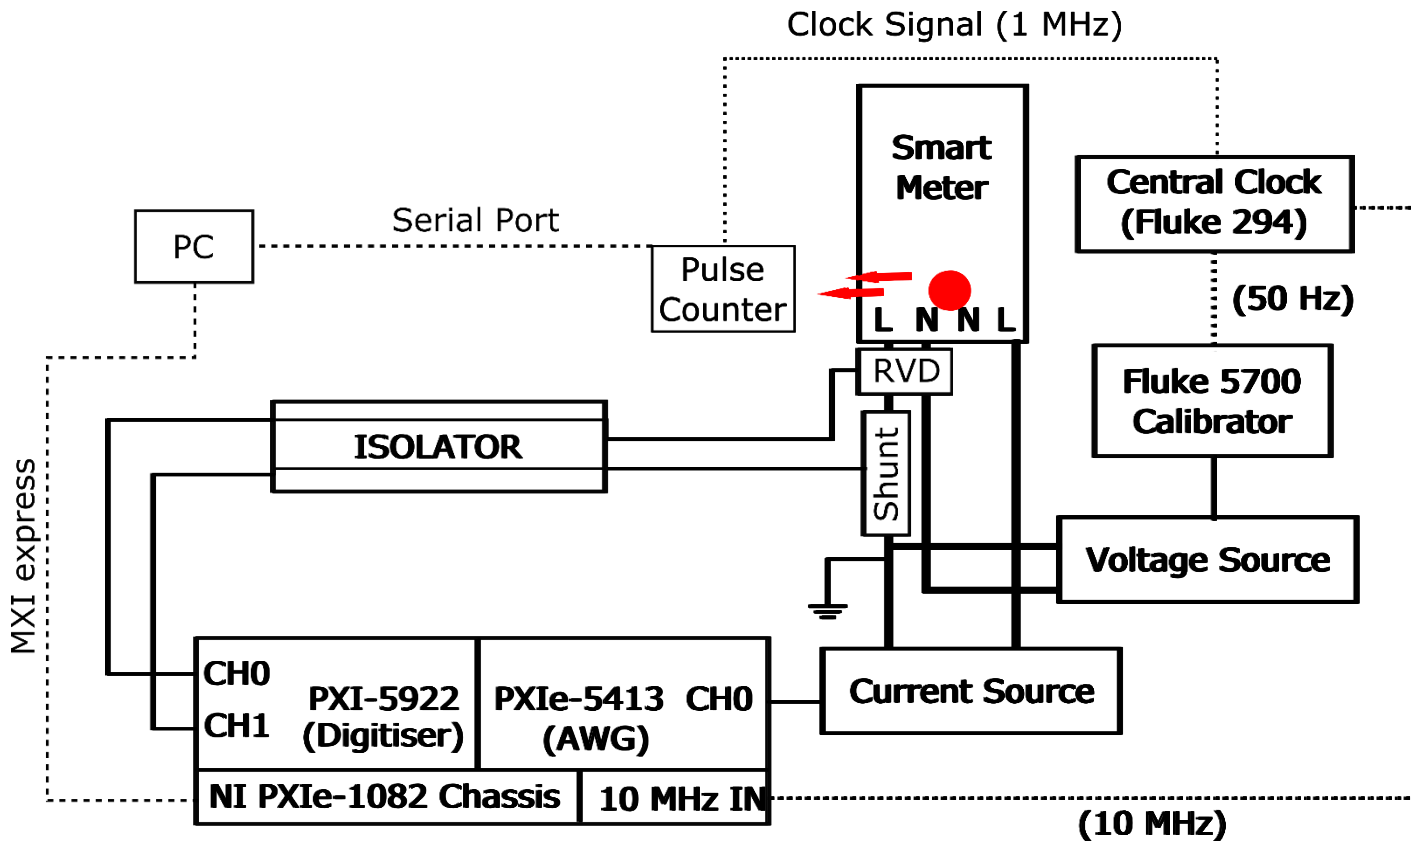 Clock Signal (1 MHz)
Smart
Meter
Central Clock
(Fluke 294)
PC
Serial Port
Pulse
Counter
(50 Hz)
L N N L
RVD
Fluke 5700
Calibrator
ISOLATOR
Shunt
MXI express
Voltage Source
CH0
CH1
PXI-5922
(Digitiser)
PXIe-5413 CH0
(AWG)
Current Source
NI PXIe-1082 Chassis
10 MHz IN
(10 MHz)